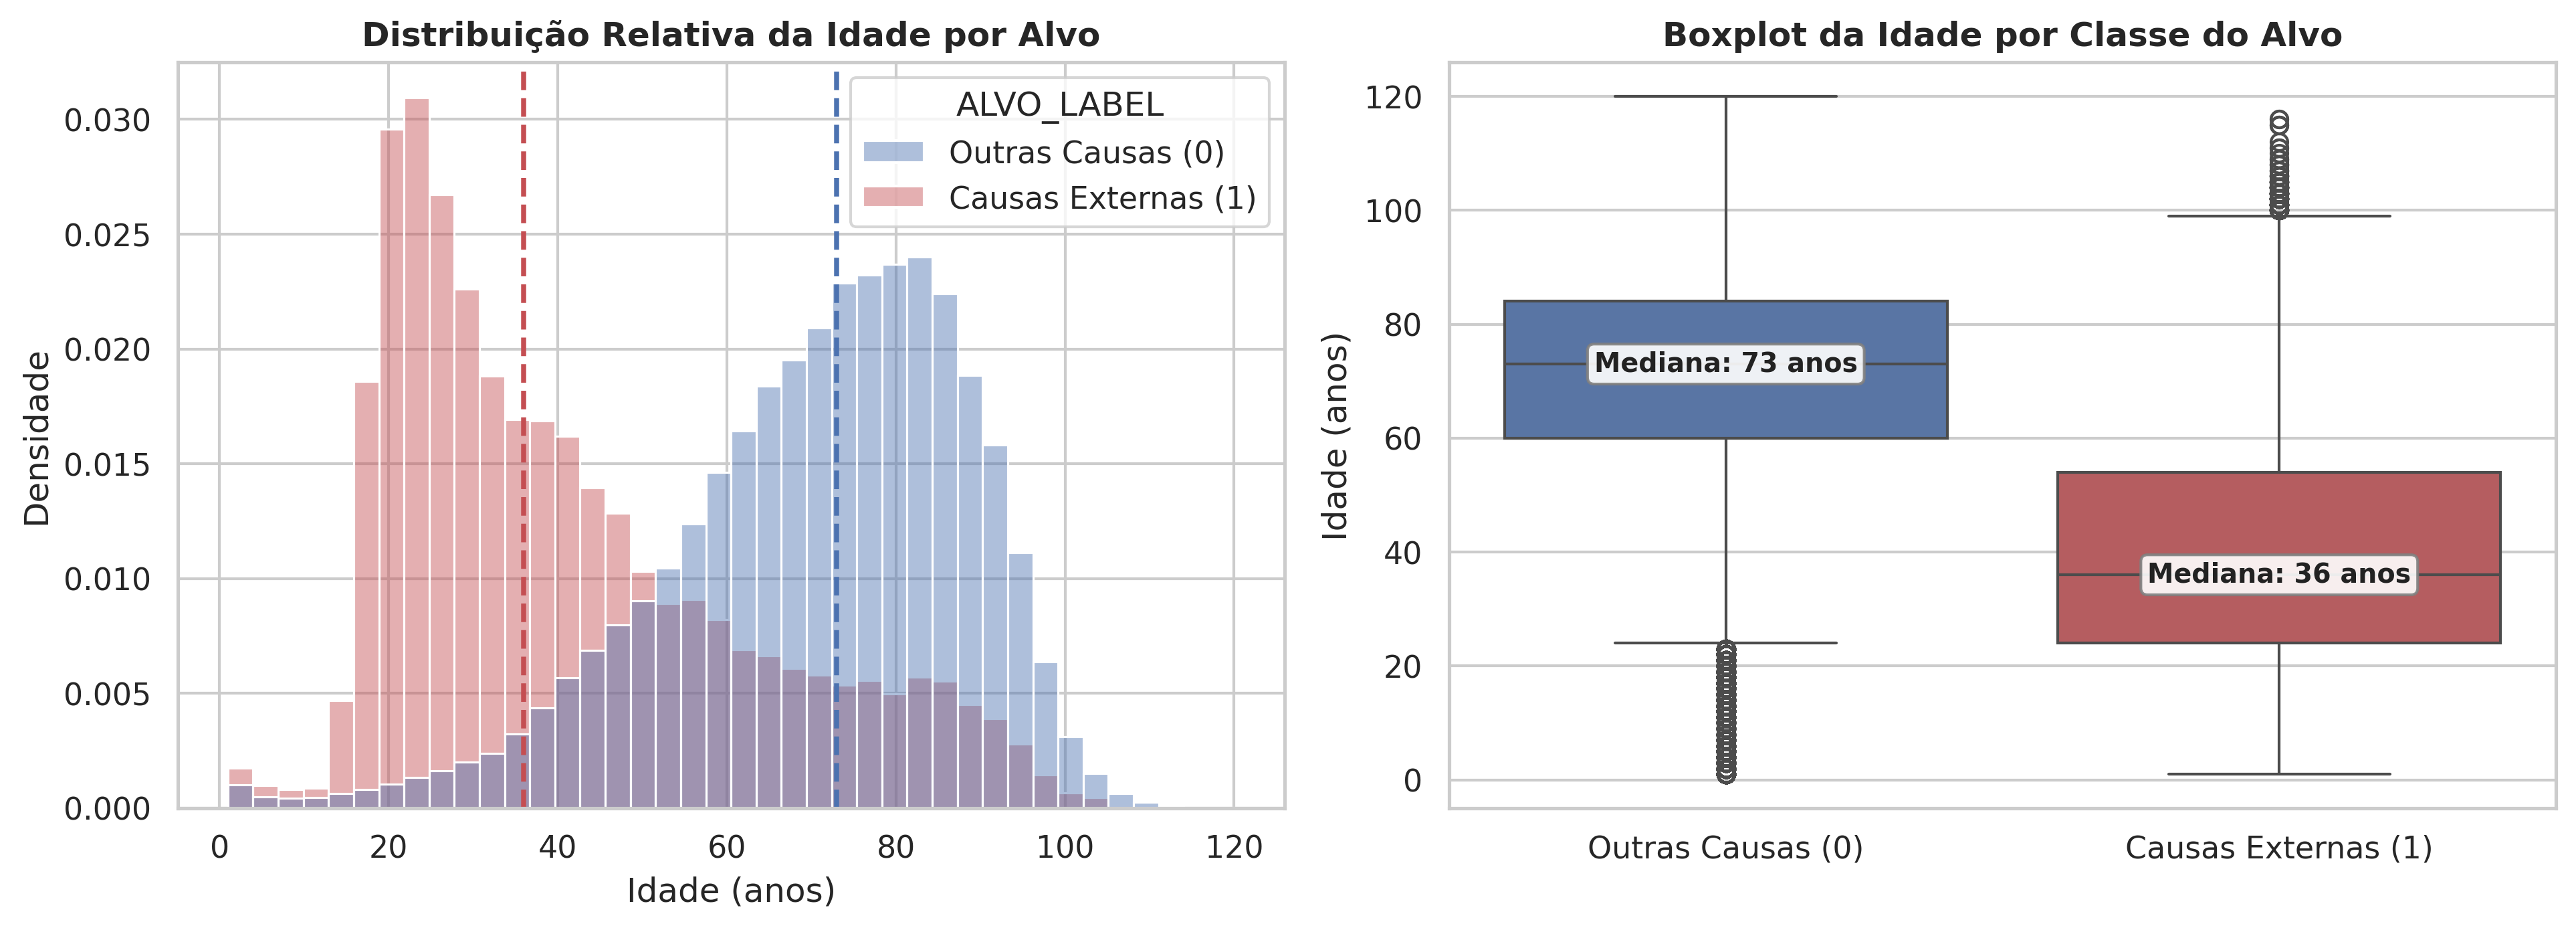 Distribuição Relativa da Idade por Alvo
ALVO_LABEL
Outras Causas (0)
Causas Externas (1)
Densidade
0.030
0.025
0.020
0.015
0.010
0.005
0.000
0 20 40 60 80 100 120
Idade (anos)
Boxplot da Idade por Classe do Alvo
Idade (anos)
120
100
80
60
40
20
0
Mediana: 73 anos
Mediana: 36 anos
Outras Causas (0) Causas Externas (1)